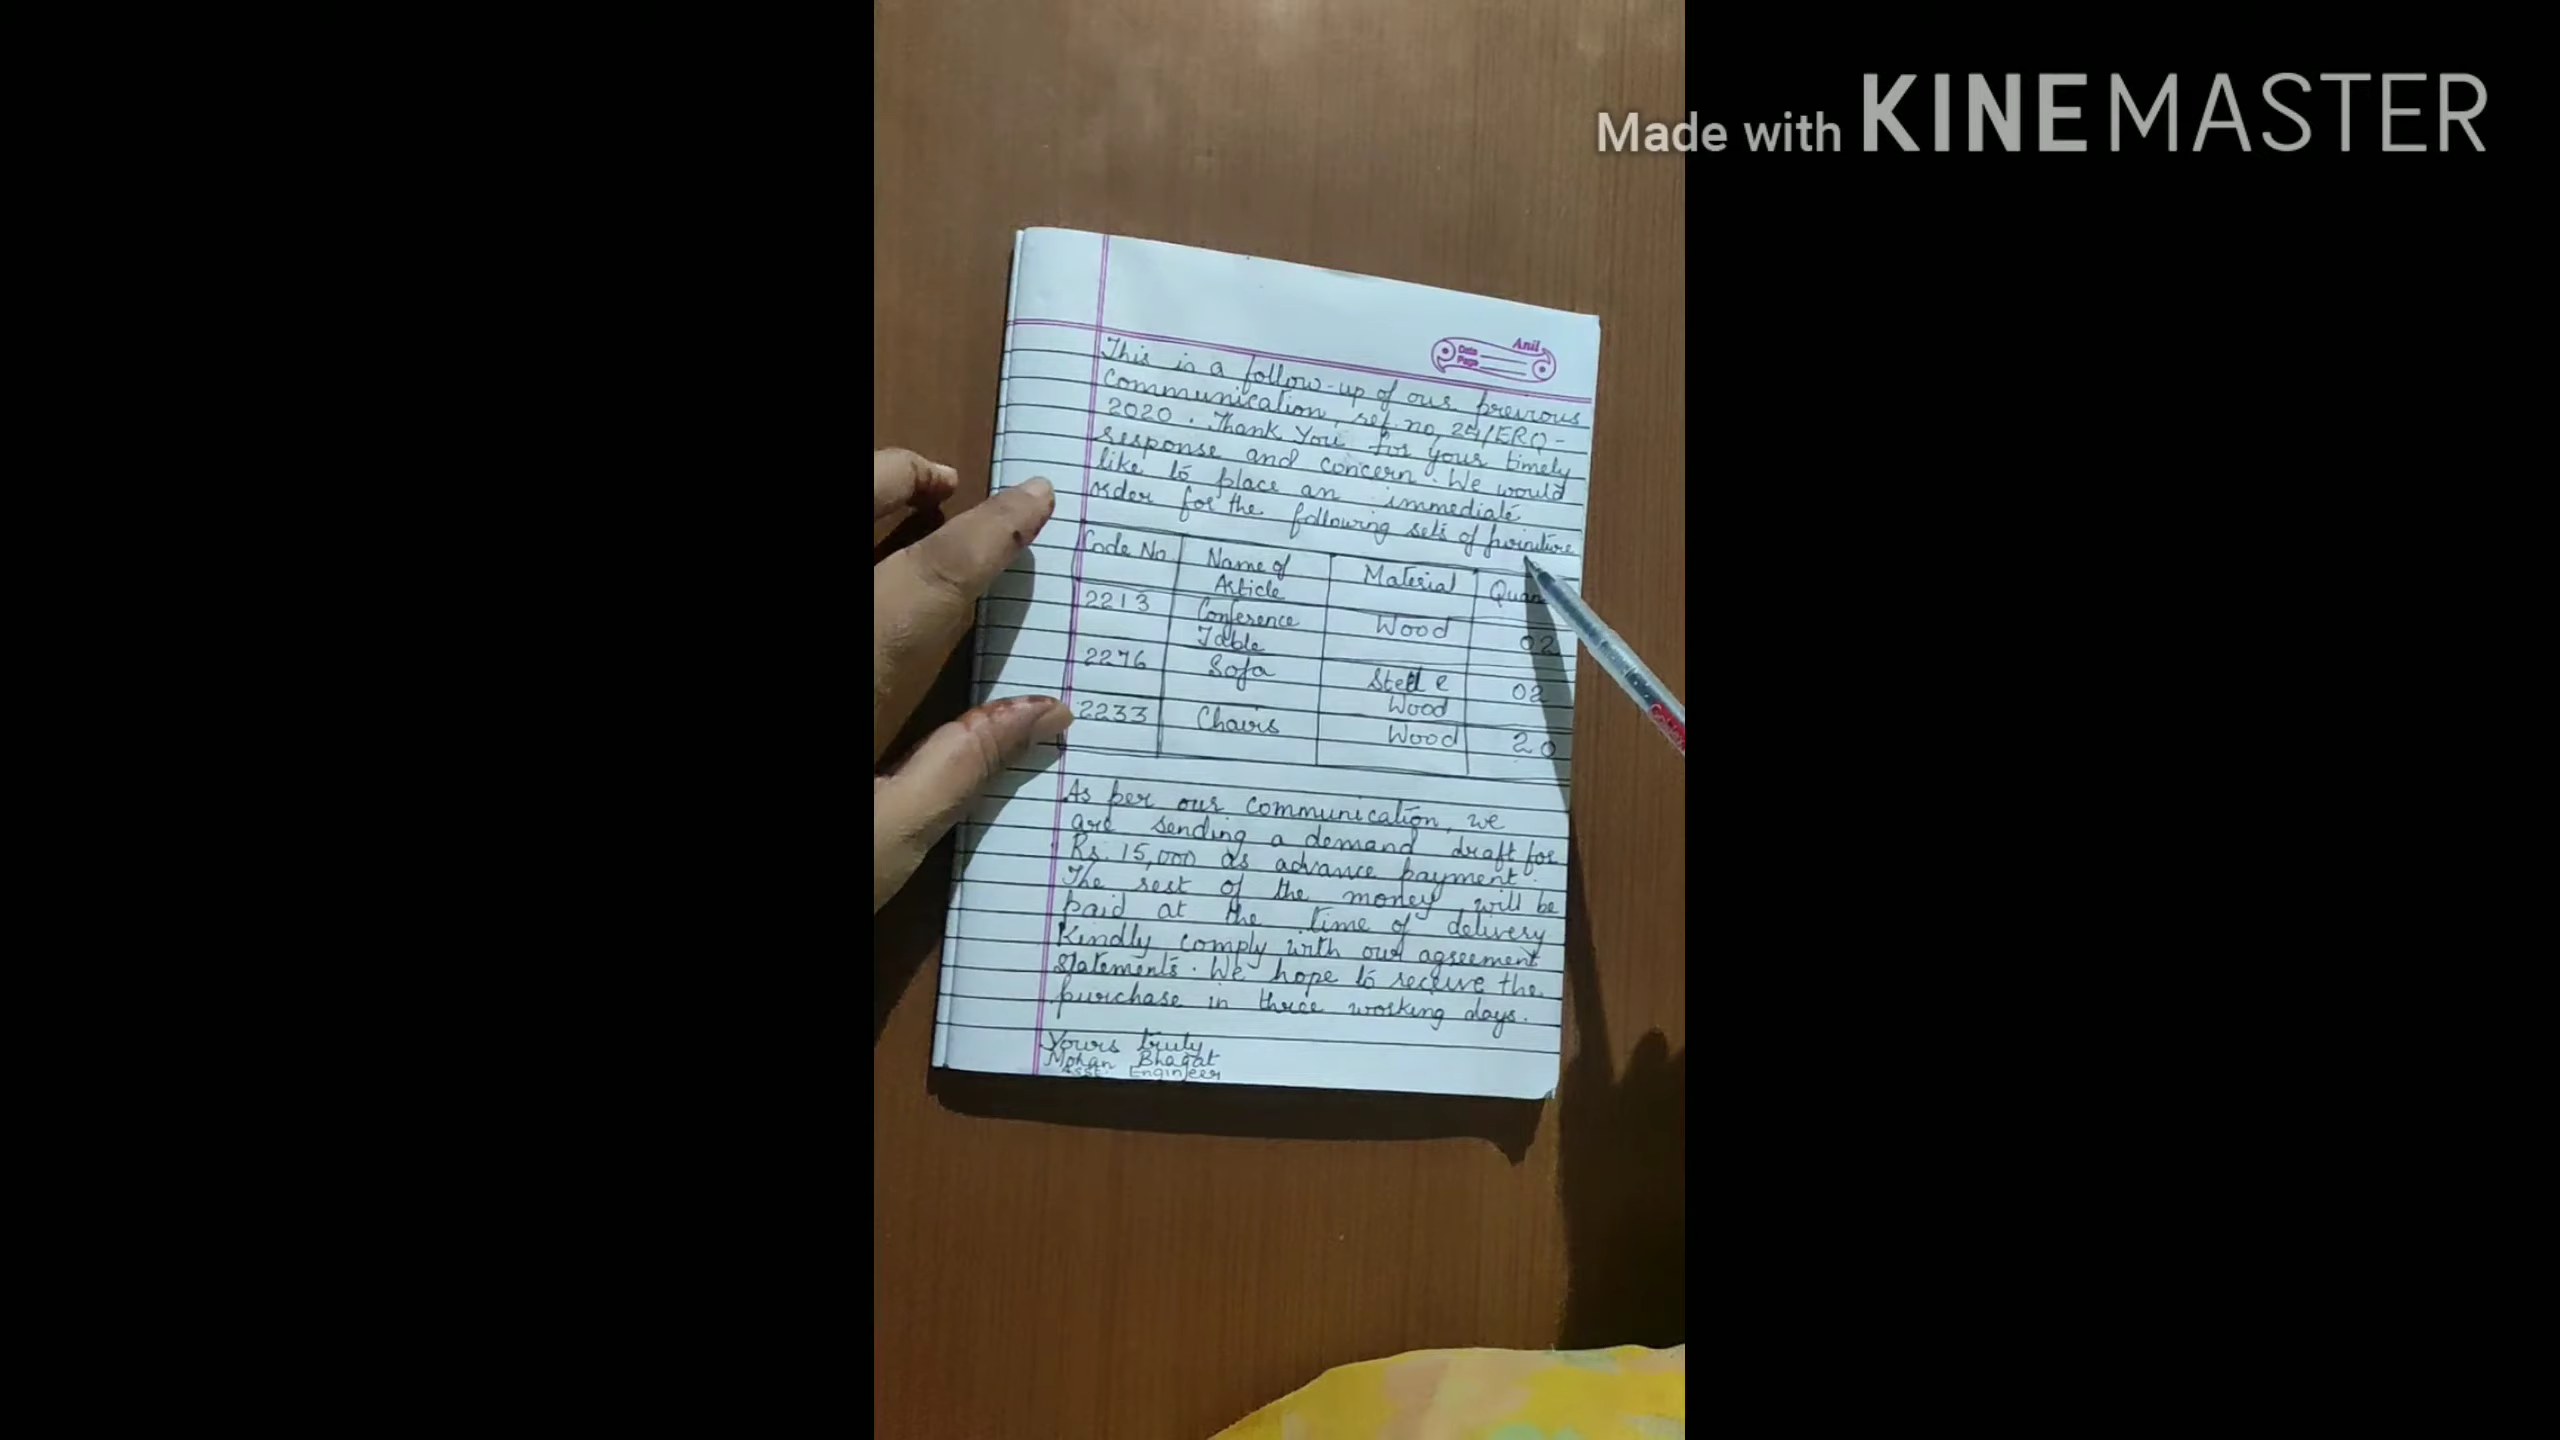 Made with KINEMASTER
Anil
Date
Page
This is a follow-up of our previous
communication, ref. no, 29/ERO-
2020. Thank You for your timely
response and concern. We would
like to place an immediate
order for the following sets of
Code No. Name of Article Material
2213 Conference Table Wood 02
2276 Sofa Wood 02
2233 Chairs Wood 20
As per our communication, we
are sending a demand draft for
Rs. 15,000 as advance payment.
The rest of the money will be
paid at the time of delivery
Kindly comply with our agreement
statements. We hope to receive the
purchase in three working days.
Yours truly
Mohan Bhagat
Asst. Engineer